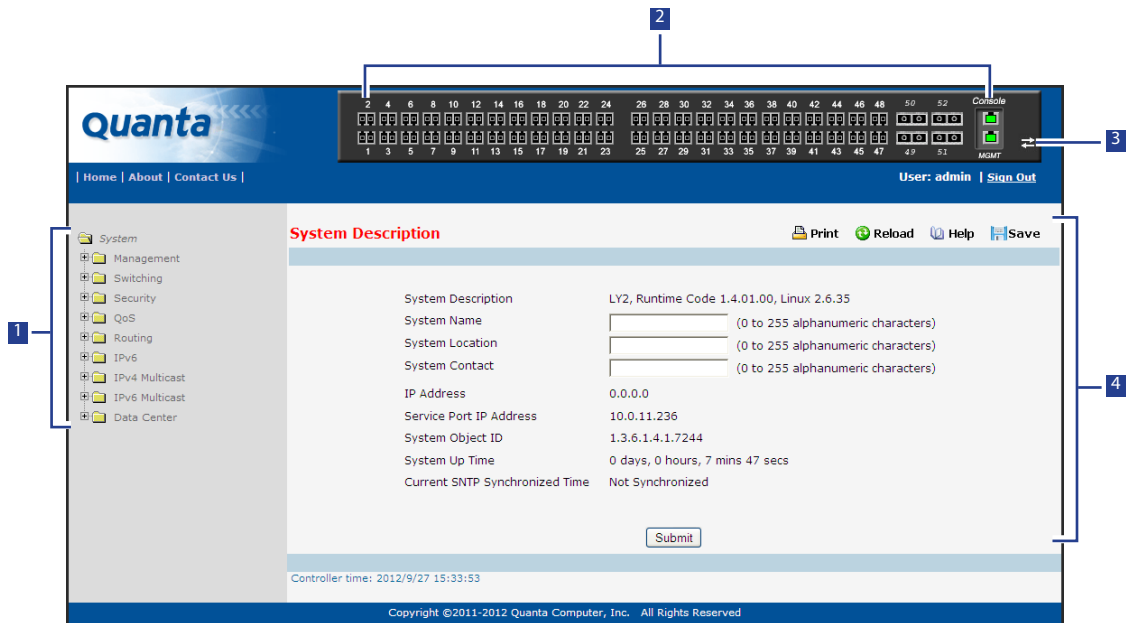 2
2 4 6 8 10 12 14 16 18 20 22 24 26 28 30 32 34 36 38 40 42 44 46 48 50 52 Console
Quanta
1 3 5 7 9 11 13 15 17 19 21 23 25 27 29 31 33 35 37 39 41 43 45 47 49 51 MGMT
3
| Home | About | Contact Us |
User: admin | Sign Out
System Description
Print Reload Help Save
1
System
Management
Switching
Security
QoS
Routing
IPv6
IPv4 Multicast
IPv6 Multicast
Data Center
System Description LY2, Runtime Code 1.4.01.00, Linux 2.6.35
System Name (0 to 255 alphanumeric characters)
System Location (0 to 255 alphanumeric characters)
System Contact (0 to 255 alphanumeric characters)
IP Address 0.0.0.0
Service Port IP Address 10.0.11.236
System Object ID 1.3.6.1.4.1.7244
System Up Time 0 days, 0 hours, 7 mins 47 secs
Current SNTP Synchronized Time Not Synchronized
4
Submit
Controller time: 2012/9/27 15:33:53
Copyright ©2011-2012 Quanta Computer, Inc. All Rights Reserved